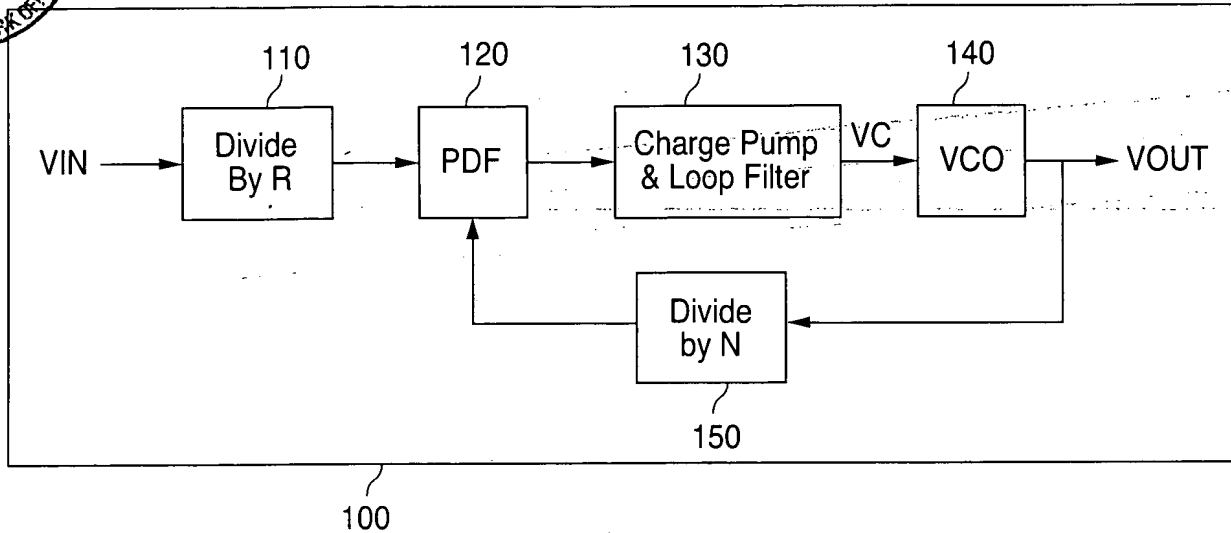 110
120
130
140
VIN
Divide
By R
PDF
Charge Pump
& Loop Filter
VC
VCO
VOUT
Divide
by N
150
100